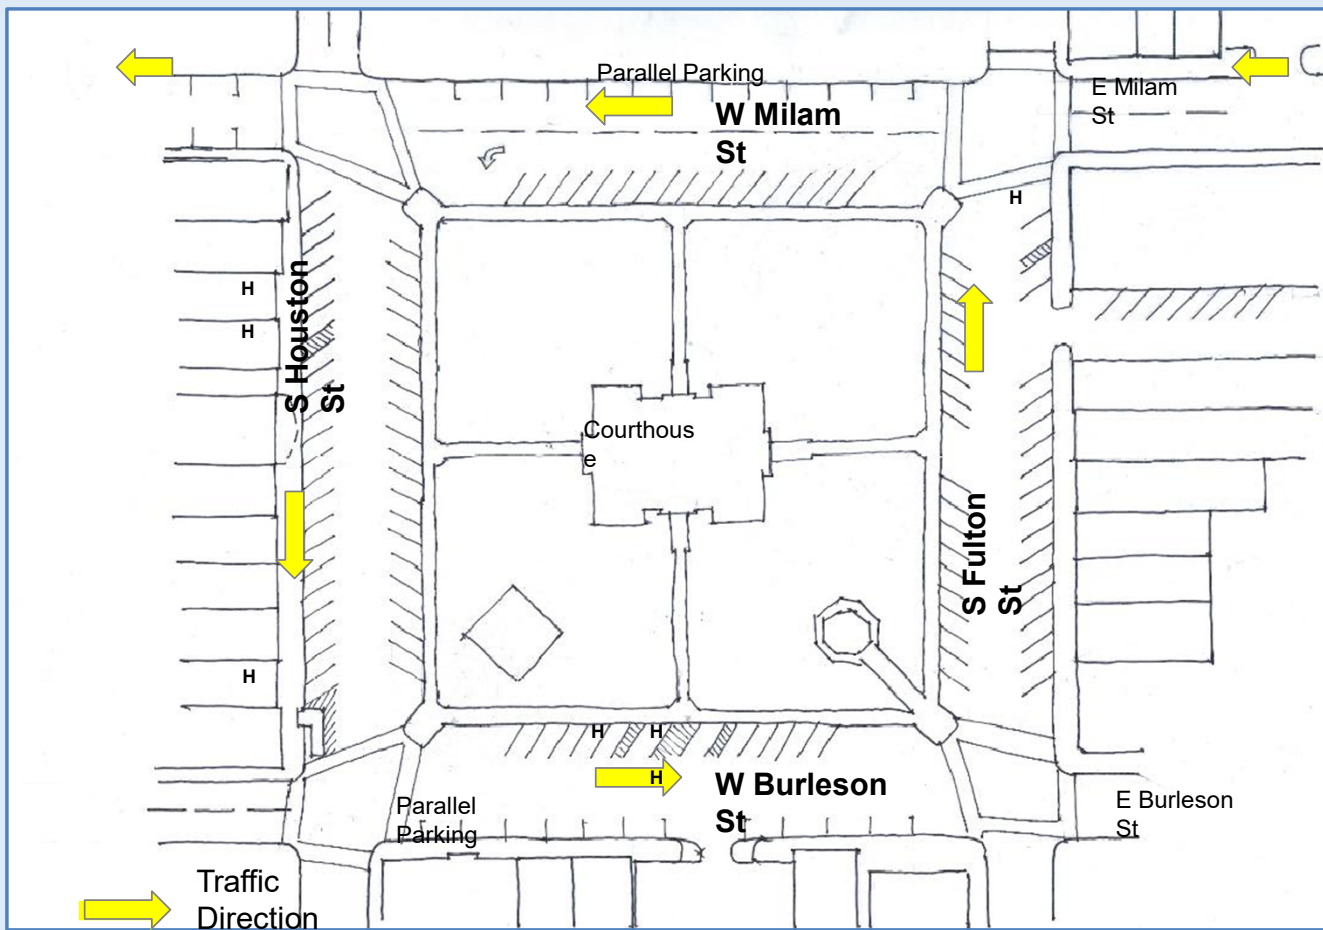 Parallel Parking
W Milam
St
E Milam
St
H
H
H
S Houston
St
Courthous
e
S Fulton
St
H
H
H
H
W Burleson
St
Parallel
Parking
E Burleson
St
Traffic
Direction